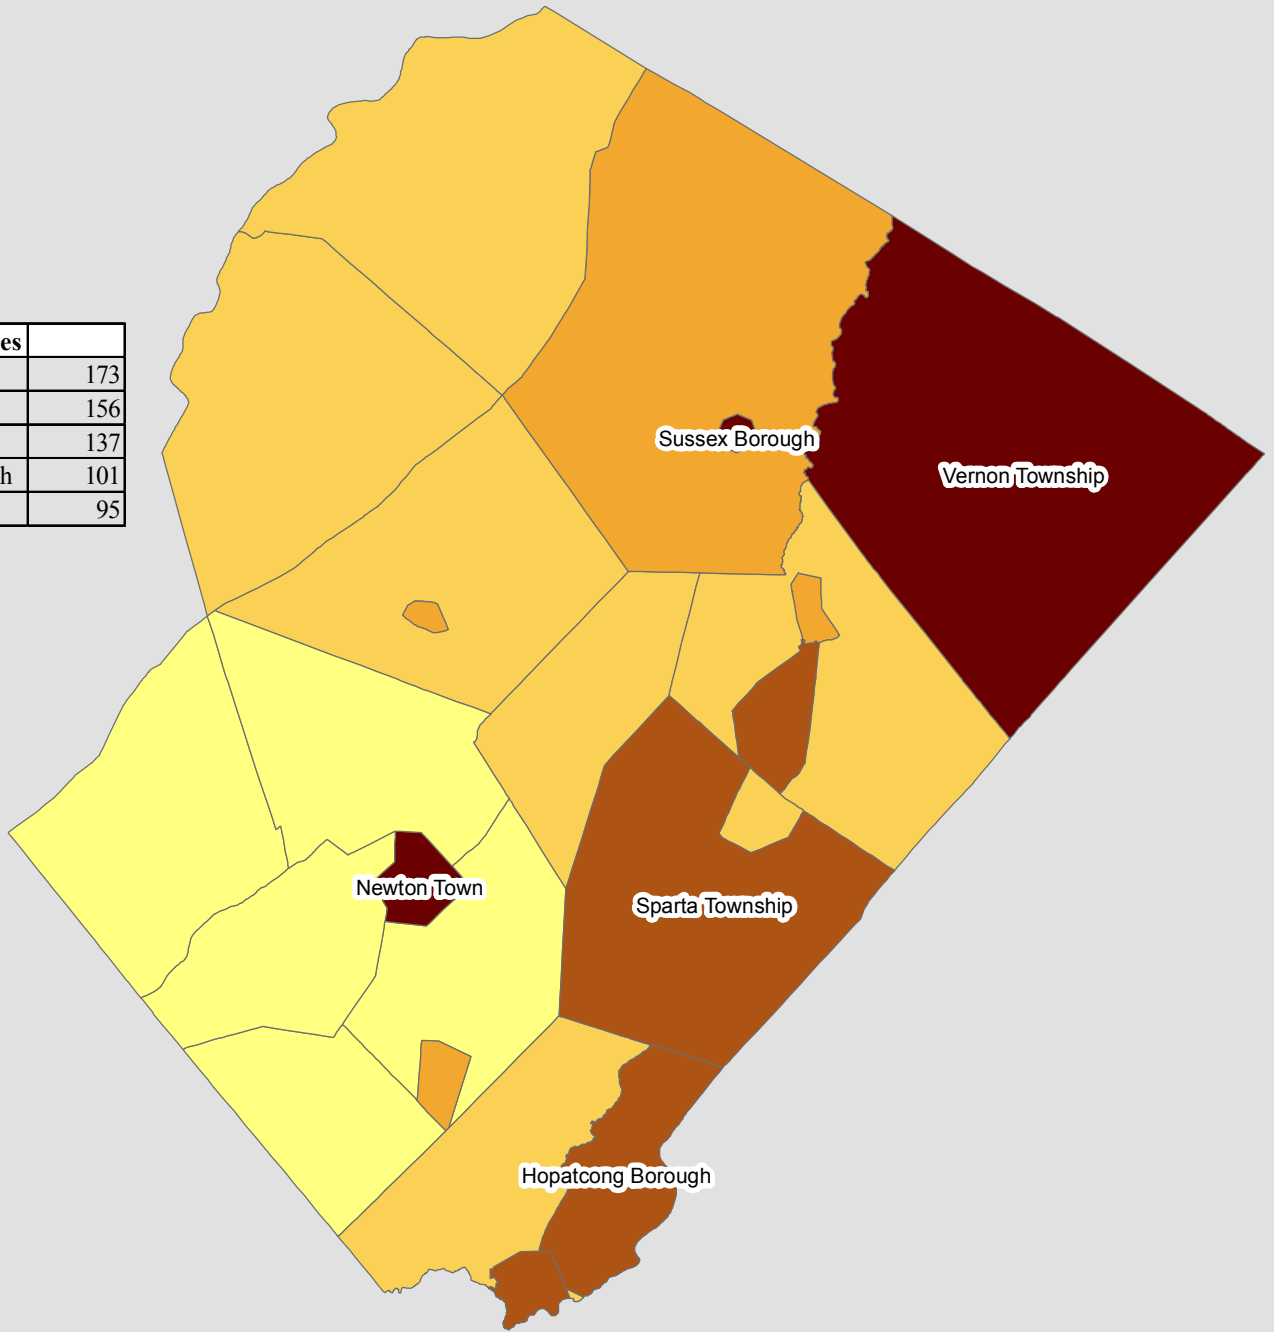 es
173
156
137
h 101
95
Sussex Borough
Vernon Township
Newton Town
Sparta Township
Hopatcong Borough